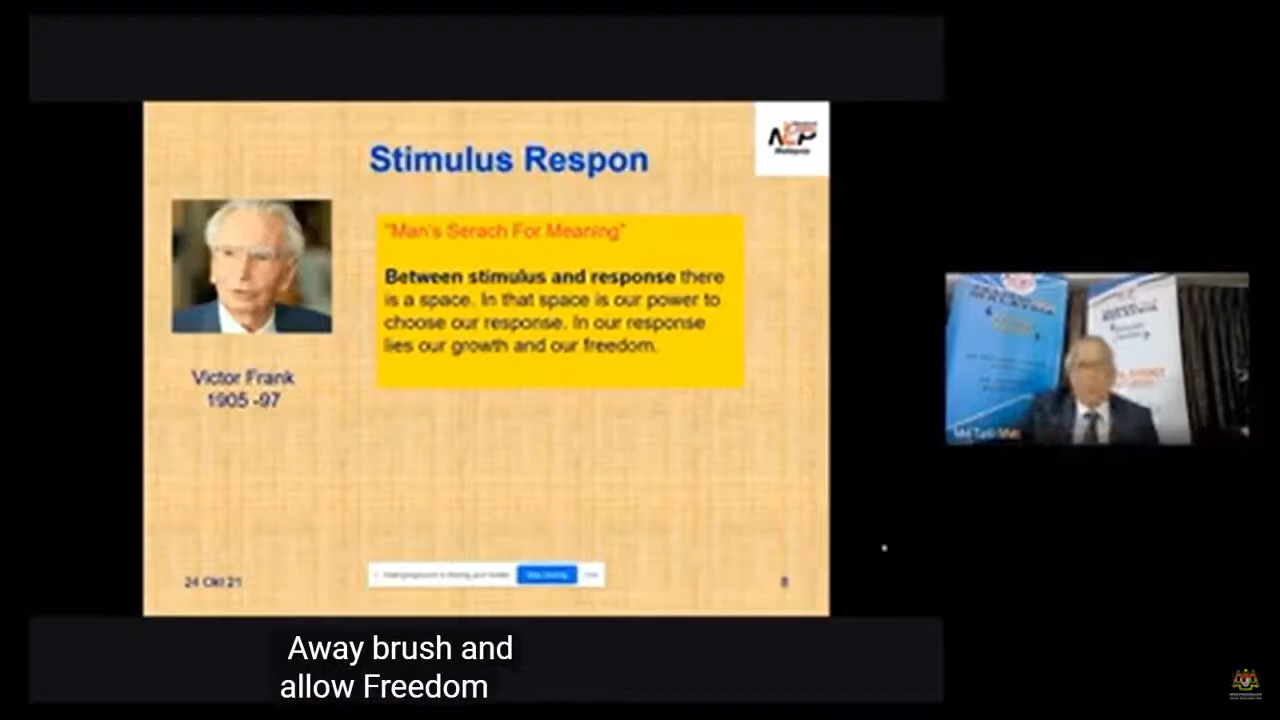 Stimulus Respon
NLP
Malaysia
"Man's Serach For Meaning"
Between stimulus and response there
is a space. In that space is our power to
choose our response. In our response
lies our growth and our freedom.
Victor Frank
1905 -97
24 Okt 21
8
Away brush and
allow Freedom